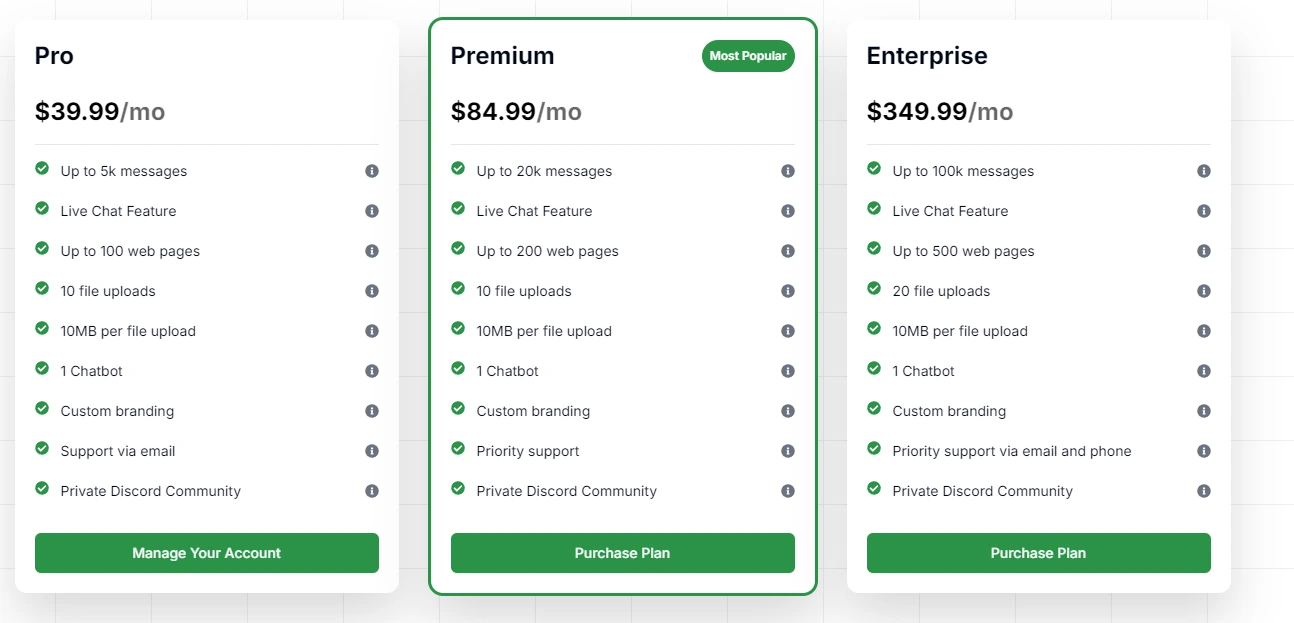 Pro
$39.99/mo
Up to 5k messages
Live Chat Feature
Up to 100 web pages
10 file uploads
10MB per file upload
1 Chatbot
Custom branding
Support via email
Private Discord Community
Manage Your Account
Premium
Most Popular
$84.99/mo
Up to 20k messages
Live Chat Feature
Up to 200 web pages
10 file uploads
10MB per file upload
1 Chatbot
Custom branding
Priority support
Private Discord Community
Purchase Plan
Enterprise
$349.99/mo
Up to 100k messages
Live Chat Feature
Up to 500 web pages
20 file uploads
10MB per file upload
1 Chatbot
Custom branding
Priority support via email and phone
Private Discord Community
Purchase Plan